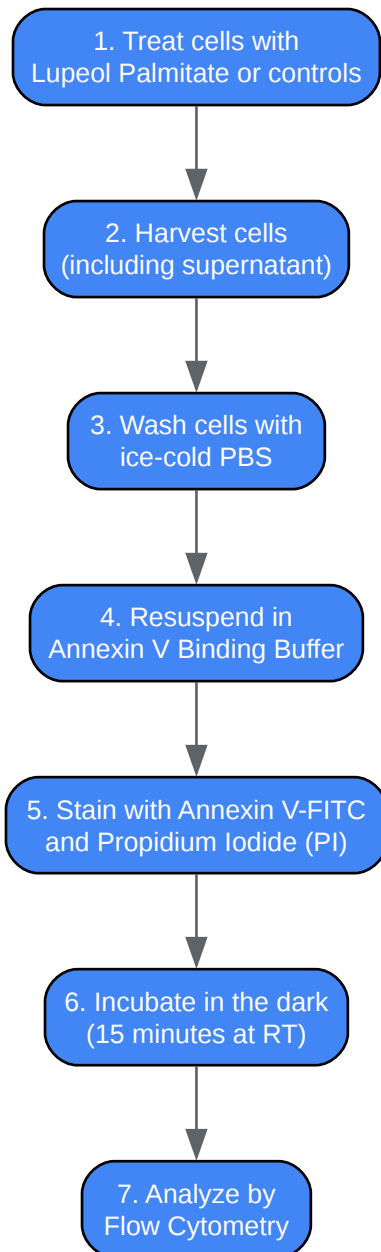 1. Treat cells with
Lupeol Palmitate or controls
2. Harvest cells
(including supernatant)
3. Wash cells with
ice-cold PBS
4. Resuspend in
Annexin V Binding Buffer
5. Stain with Annexin V-FITC
and Propidium Iodide (PI)
6. Incubate in the dark
(15 minutes at RT)
7. Analyze by
Flow Cytometry